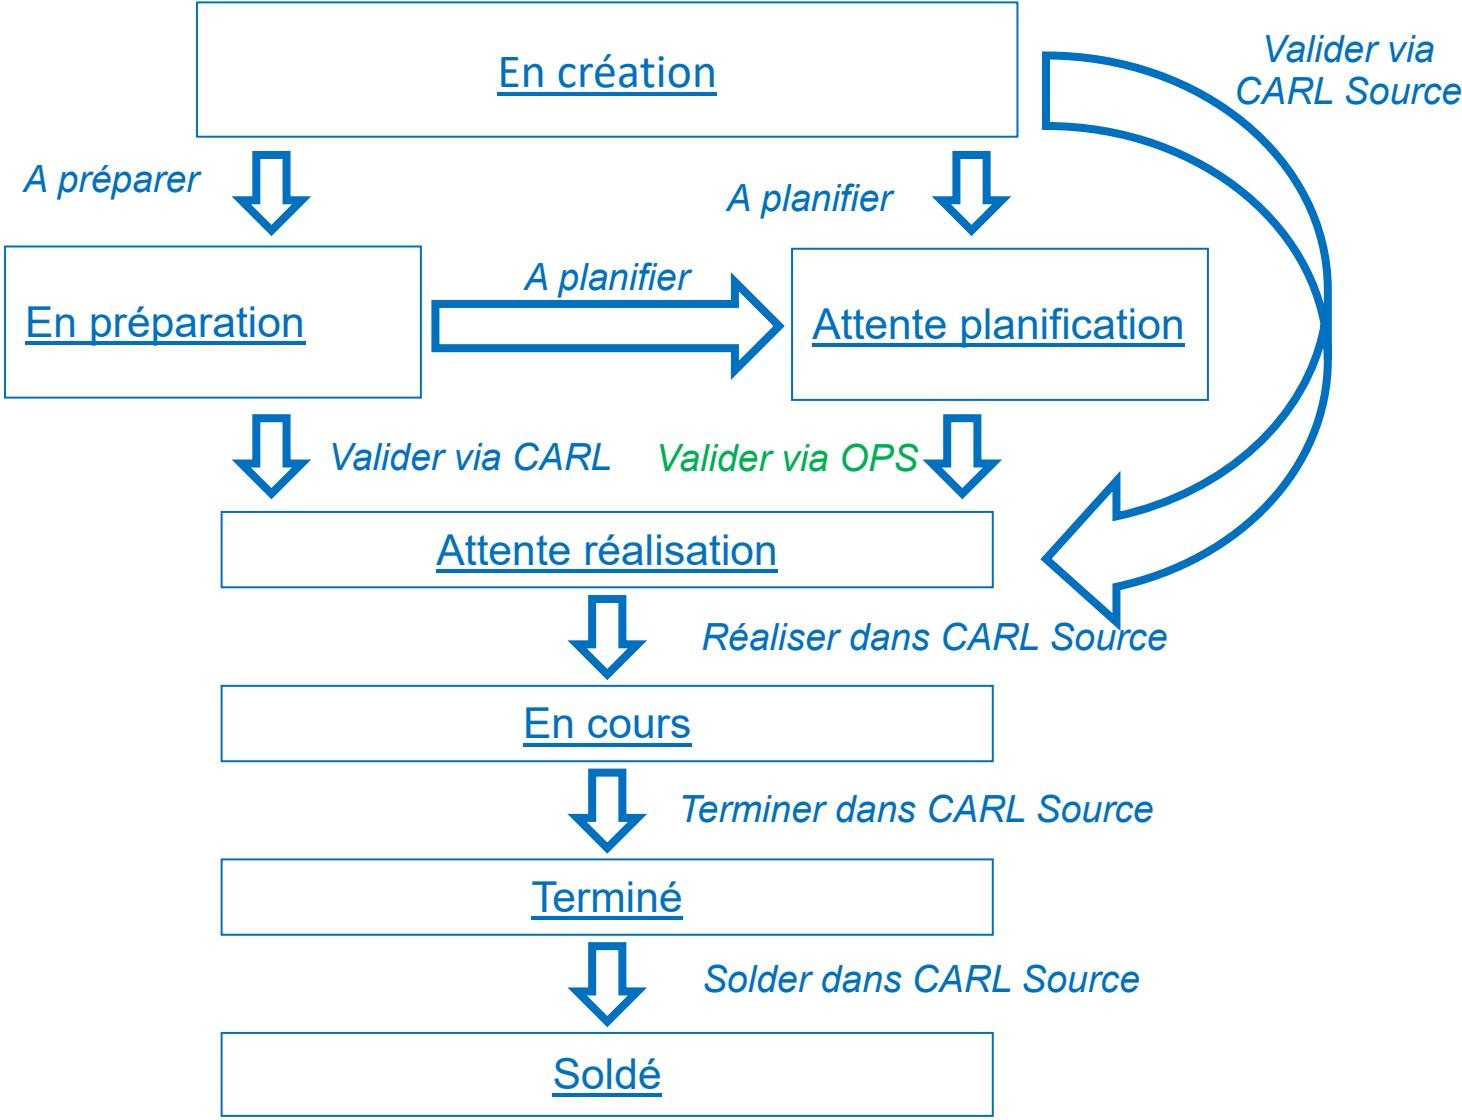 En création
Valider via
CARL Source
A préparer
A planifier
A planifier
En préparation
Attente planification
Valider via CARL
Valider via OPS
Attente réalisation
Réaliser dans CARL Source
En cours
Terminer dans CARL Source
Terminé
Solder dans CARL Source
Soldé